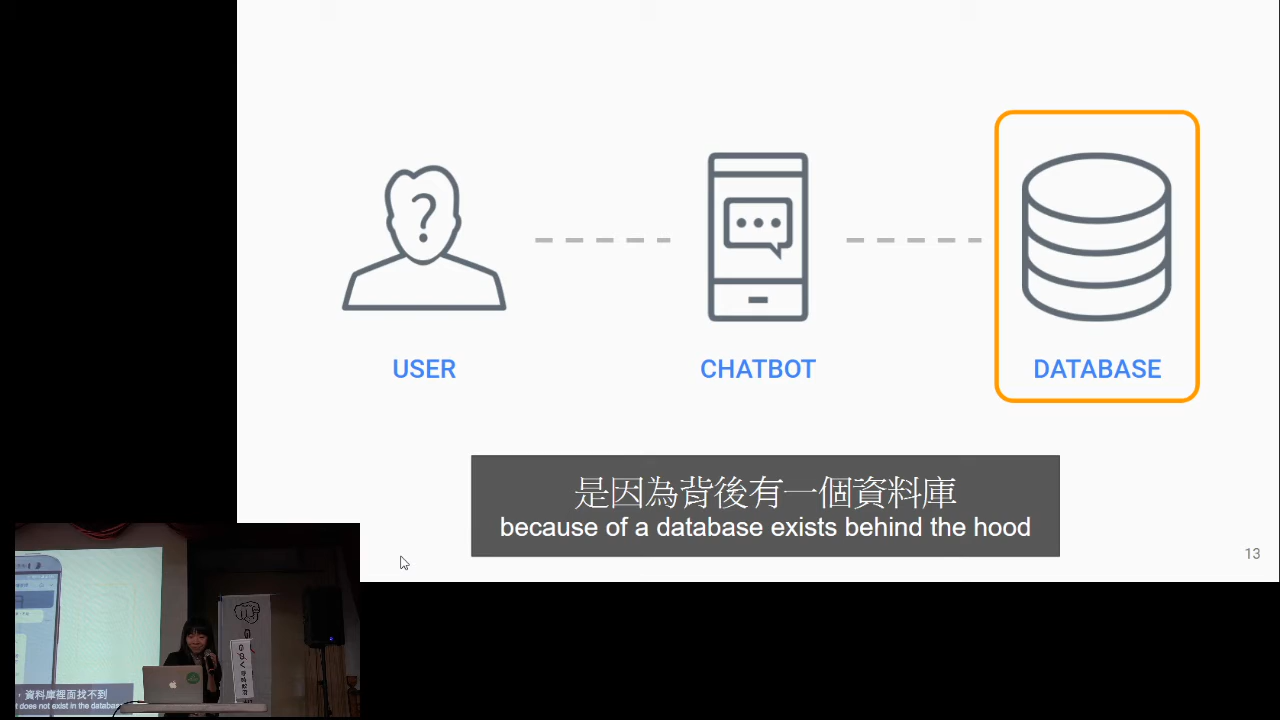 ?
USER
CHATBOT
DATABASE
是因為背後有一個資料庫
because of a database exists behind the hood
13
，資料庫裡面找不到
t does not exist in the databas